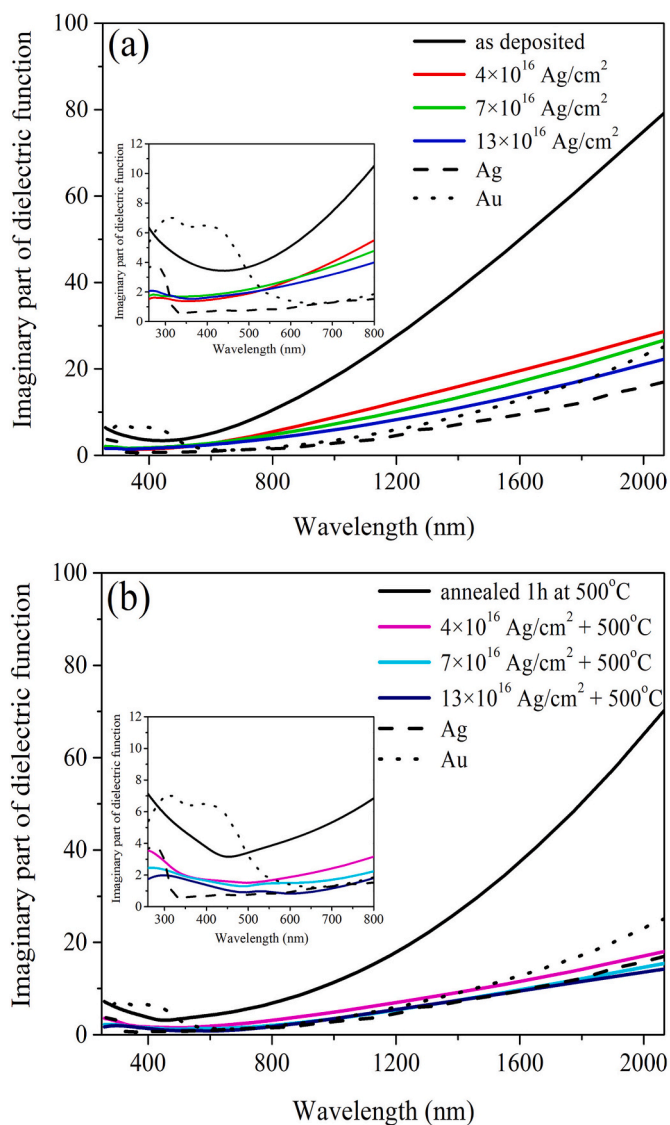 (a)
as deposited
4×10^16 Ag/cm^2
7×10^16 Ag/cm^2
13×10^16 Ag/cm^2
Ag
Au
Imaginary part of dielectric function
100
80
60
40
20
0
400 800 1200 1600 2000
Wavelength (nm)
Imaginary part of dielectric function
12
10
8
6
4
2
0
300 400 500 600 700 800
Wavelength (nm)
(b)
annealed 1h at 500°C
4×10^16 Ag/cm^2 + 500°C
7×10^16 Ag/cm^2 + 500°C
13×10^16 Ag/cm^2 + 500°C
Ag
Au
Imaginary part of dielectric function
100
80
60
40
20
0
400 800 1200 1600 2000
Wavelength (nm)
Imaginary part of dielectric function
12
10
8
6
4
2
0
300 400 500 600 700 800
Wavelength (nm)